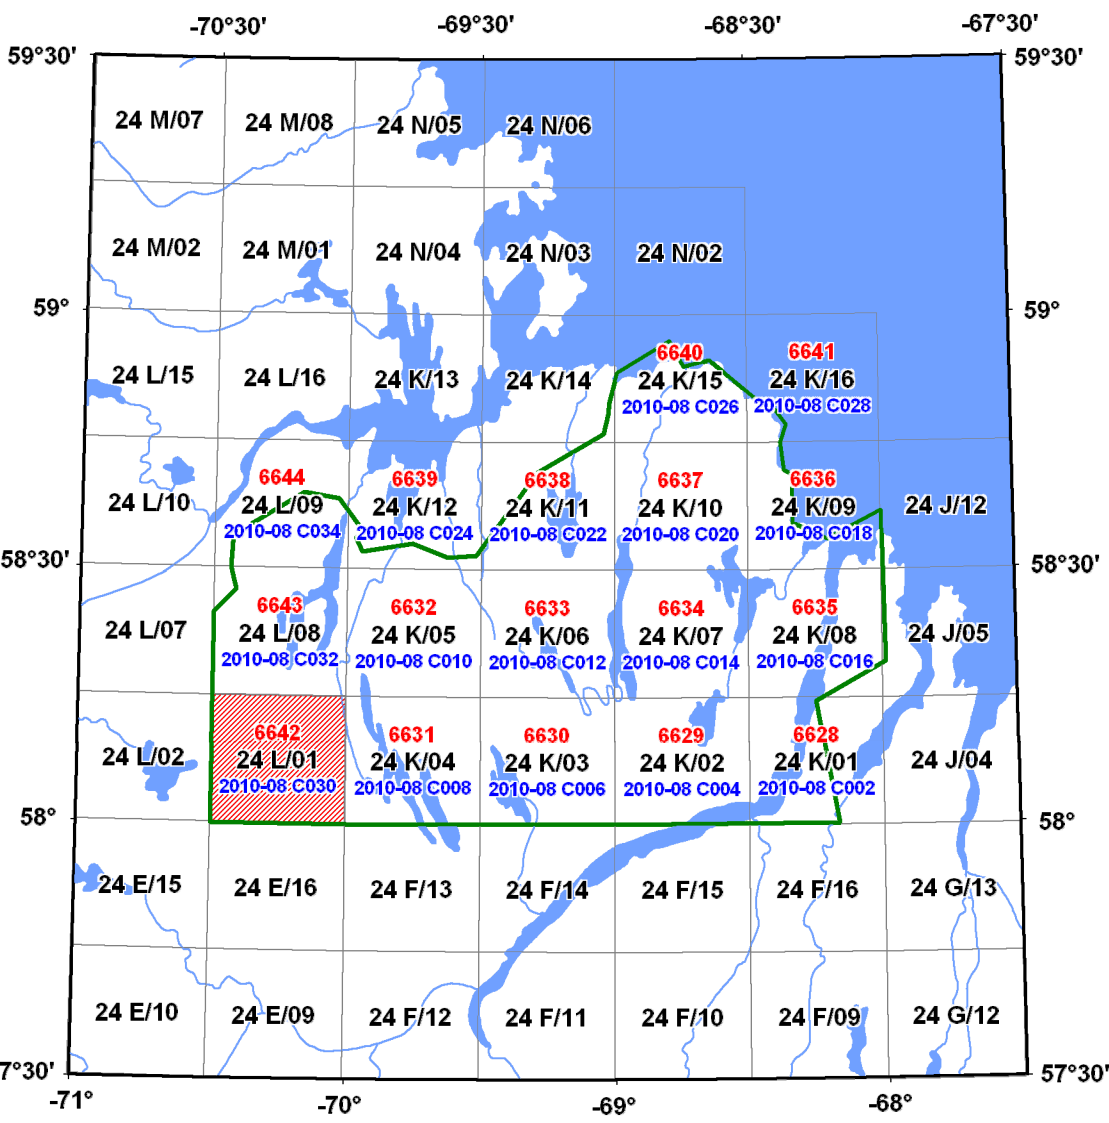 -70°30' -69°30' -68°30' -67°30'
59°30' 59°30'
24 M/07 24 M/08 24 N/05 24 N/06
24 M/02 24 M/01 24 N/04 24 N/03 24 N/02
59° 59°
6640 6641
24 L/15 24 L/16 24 K/13 24 K/14 24 K/15 24 K/16
2010-08 C026 2010-08 C028
6644 6639 6638 6637 6636
24 L/10 24 L/09 24 K/12 24 K/11 24 K/10 24 K/09 24 J/12
2010-08 C034 2010-08 C024 2010-08 C022 2010-08 C020 2010-08 C018
58°30' 58°30'
6643 6632 6633 6634 6635
24 L/07 24 L/08 24 K/05 24 K/06 24 K/07 24 K/08 24 J/05
2010-08 C032 2010-08 C010 2010-08 C012 2010-08 C014 2010-08 C016
6642 6631 6630 6629 6628
24 L/02 24 L/01 24 K/04 24 K/03 24 K/02 24 K/01 24 J/04
2010-08 C030 2010-08 C008 2010-08 C006 2010-08 C004 2010-08 C002
58° 58°
24 E/15 24 E/16 24 F/13 24 F/14 24 F/15 24 F/16 24 G/13
24 E/10 24 E/09 24 F/12 24 F/11 24 F/10 24 F/09 24 G/12
7°30' 57°30'
-71° -70° -69° -68°